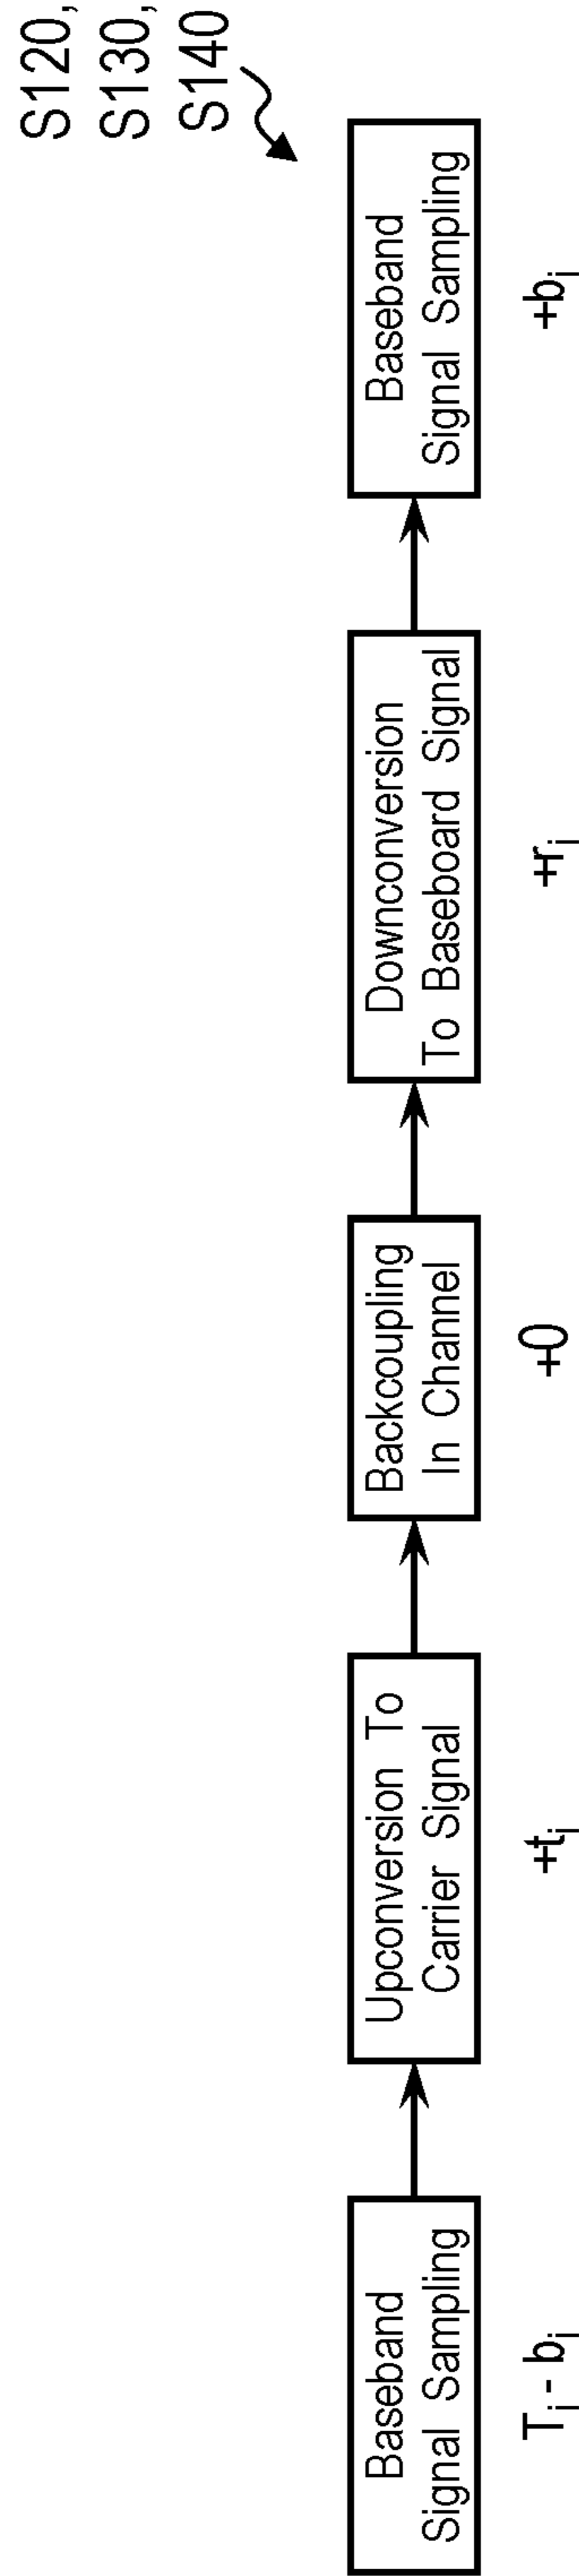 S120,
S130,
S140
Baseband
Signal Sampling
Upconversion To
Carrier Signal
Backcoupling
In Channel
Downconversion
To Baseboard Signal
Baseband
Signal Sampling
T_i - b_i
+t_i
+0
+r_i
+b_i